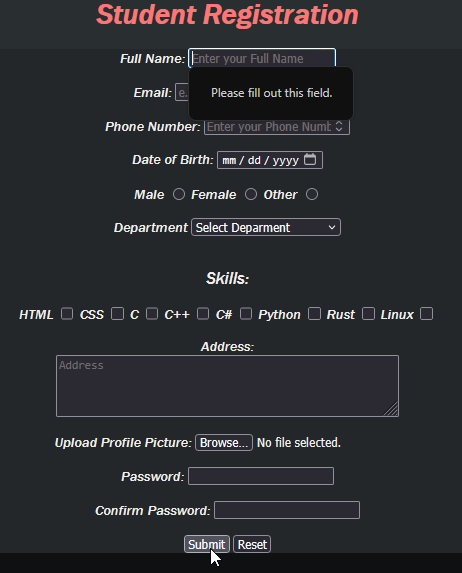 Student Registration
Full Name: Enter your Full Name
Please fill out this field.
Email: e.
Phone Number: Enter your Phone Numt
Date of Birth: mm / dd / yyyy
Male Female Other
Department Select Deparment
Skills:
HTML CSS C C++ C# Python Rust Linux
Address:
Address
Upload Profile Picture: Browse... No file selected.
Password:
Confirm Password:
Submit Reset